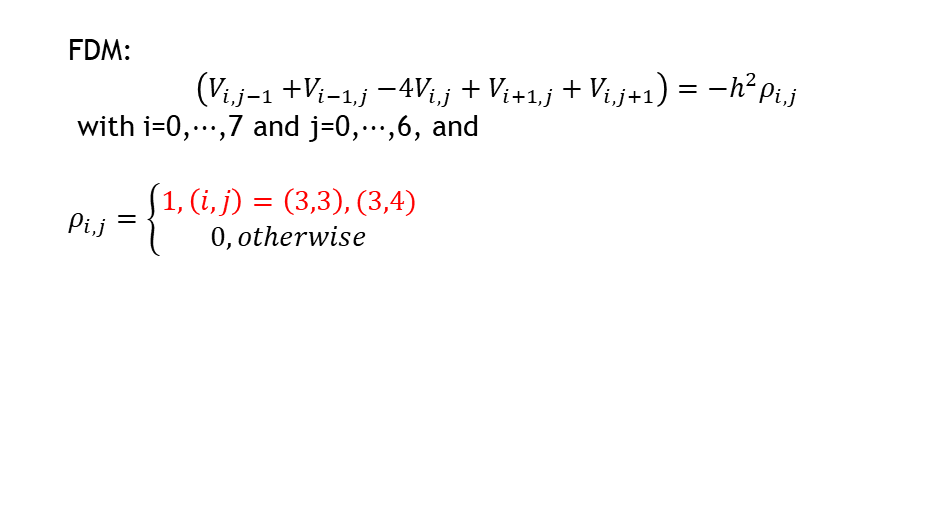 FDM:
(V_{i,j−1} +V_{i−1,j} −4V_{i,j} + V_{i+1,j} + V_{i,j+1}) = −h²ρ_{i,j}
with i=0,⋯,7 and j=0,⋯,6, and
ρ_{i,j} = { 1, (i, j) = (3,3), (3,4)
0, otherwise